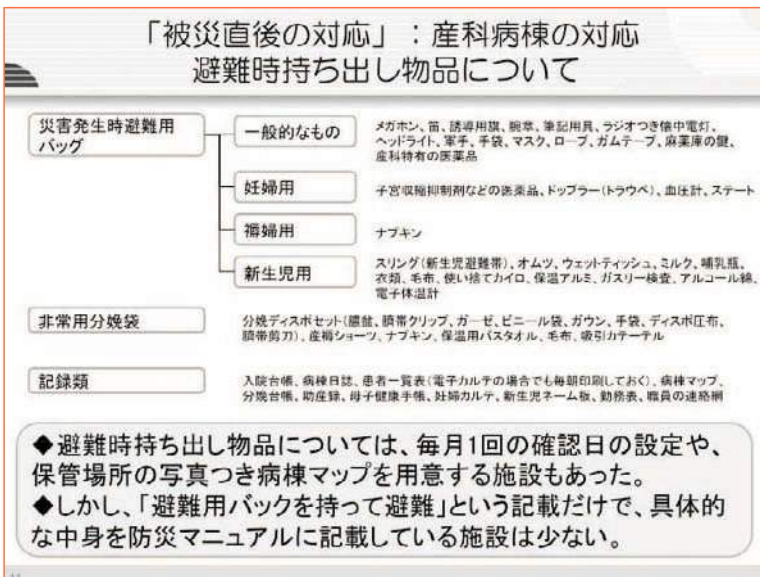 「被災直後の対応」：産科病棟の対応
避難時持ち出し物品について
災害発生時避難用
バッグ
一般的なもの
メガホン、笛、誘導用旗、腕章、筆記用具、ラジオつき懐中電灯、
ヘッドライト、軍手、手袋、マスク、ロープ、ガムテープ、麻薬庫の鍵、
産科特有の医薬品
妊婦用
子宮収縮抑制剤などの医薬品、ドップラー(トラウベ)、血圧計、ステート
褥婦用
ナプキン
新生児用
スリング(新生児避難帯)、オムツ、ウェットティッシュ、ミルク、哺乳瓶、
衣類、毛布、使い捨てカイロ、保温アルミ、ガスリー検査、アルコール綿、
電子体温計
非常用分娩袋
分娩ディスポセット(膿盆、臍帯クリップ、ガーゼ、ビニール袋、ガウン、手袋、ディスポ圧布、
臍帯剪刀)、産褥ショーツ、ナプキン、保温用バスタオル、毛布、吸引カテーテル
記録類
入院台帳、病棟日誌、患者一覧表(電子カルテの場合でも毎朝印刷しておく)、病棟マップ、
分娩台帳、助産録、母子健康手帳、妊婦カルテ、新生児ネーム板、勤務表、職員の連絡網
◆避難時持ち出し物品については、毎月1回の確認日の設定や、
保管場所の写真つき病棟マップを用意する施設もあった。
◆しかし、「避難用バックを持って避難」という記載だけで、具体的
な中身を防災マニュアルに記載している施設は少ない。